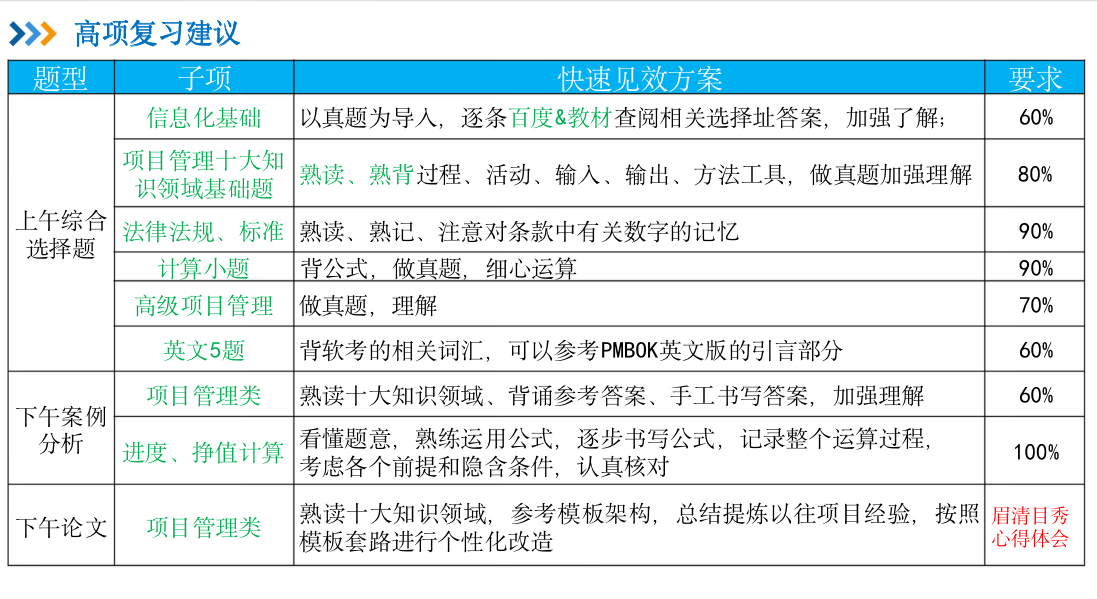 高项复习建议
题型 子项 快速见效方案 要求
上午综合
选择题
信息化基础 以真题为导入，逐条百度&教材查阅相关选择址答案，加强了解； 60%
项目管理十大知
识领域基础题
熟读、熟背过程、活动、输入、输出、方法工具，做真题加强理解 80%
法律法规、标准 熟读、熟记、注意对条款中有关数字的记忆 90%
计算小题 背公式，做真题，细心运算 90%
高级项目管理 做真题，理解 70%
英文5题 背软考的相关词汇，可以参考PMBOK英文版的引言部分 60%
下午案例
分析
项目管理类 熟读十大知识领域、背诵参考答案、手工书写答案，加强理解 60%
进度、挣值计算 看懂题意，熟练运用公式，逐步书写公式，记录整个运算过程，
考虑各个前提和隐含条件，认真核对 100%
下午论文 项目管理类 熟读十大知识领域，参考模板架构，总结提炼以往项目经验，按照
模板套路进行个性化改造
眉清目秀
心得体会